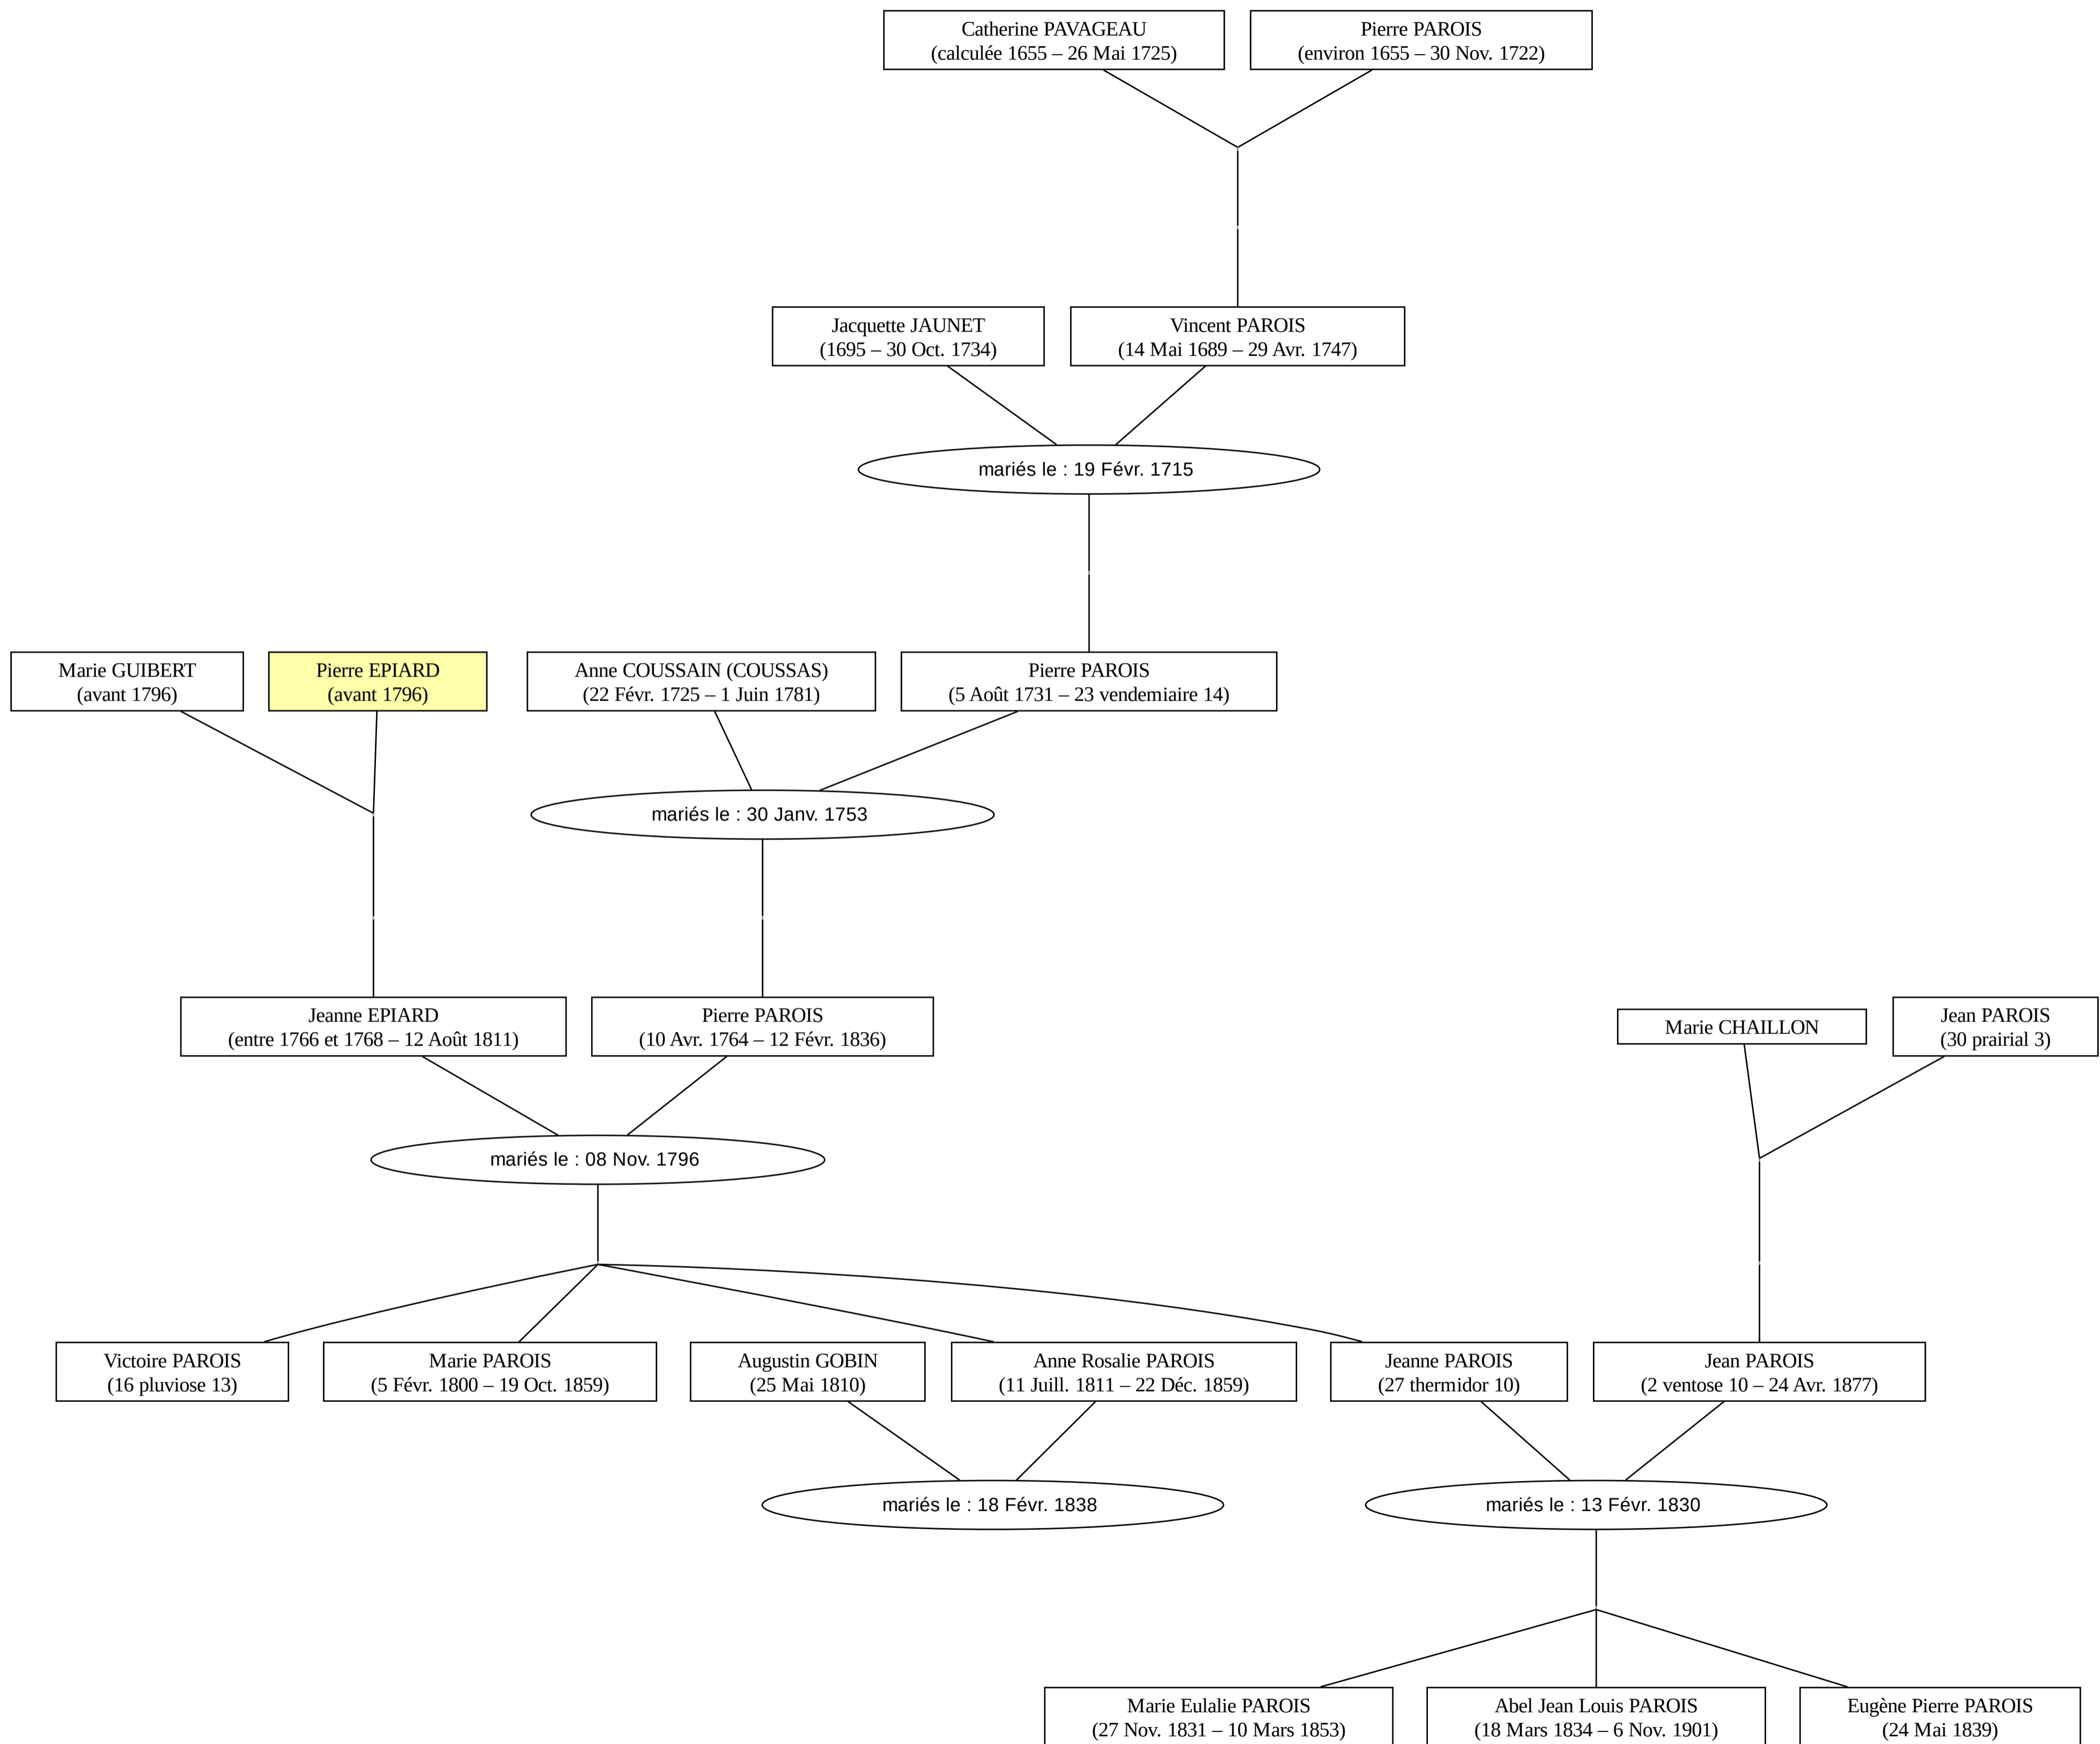 Catherine PAVAGEAU
(calculée 1655 – 26 Mai 1725)
Pierre PAROIS
(environ 1655 – 30 Nov. 1722)
Jacquette JAUNET
(1695 – 30 Oct. 1734)
Vincent PAROIS
(14 Mai 1689 – 29 Avr. 1747)
mariés le : 19 Févr. 1715
Marie GUIBERT
(avant 1796)
Pierre EPIARD
(avant 1796)
Anne COUSSAIN (COUSSAS)
(22 Févr. 1725 – 1 Juin 1781)
Pierre PAROIS
(5 Août 1731 – 23 vendemiaire 14)
mariés le : 30 Janv. 1753
Jeanne EPIARD
(entre 1766 et 1768 – 12 Août 1811)
Pierre PAROIS
(10 Avr. 1764 – 12 Févr. 1836)
Marie CHAILLON
Jean PAROIS
(30 prairial 3)
mariés le : 08 Nov. 1796
Victoire PAROIS
(16 pluviose 13)
Marie PAROIS
(5 Févr. 1800 – 19 Oct. 1859)
Augustin GOBIN
(25 Mai 1810)
Anne Rosalie PAROIS
(11 Juill. 1811 – 22 Déc. 1859)
Jeanne PAROIS
(27 thermidor 10)
Jean PAROIS
(2 ventose 10 – 24 Avr. 1877)
mariés le : 18 Févr. 1838
mariés le : 13 Févr. 1830
Marie Eulalie PAROIS
(27 Nov. 1831 – 10 Mars 1853)
Abel Jean Louis PAROIS
(18 Mars 1834 – 6 Nov. 1901)
Eugène Pierre PAROIS
(24 Mai 1839)